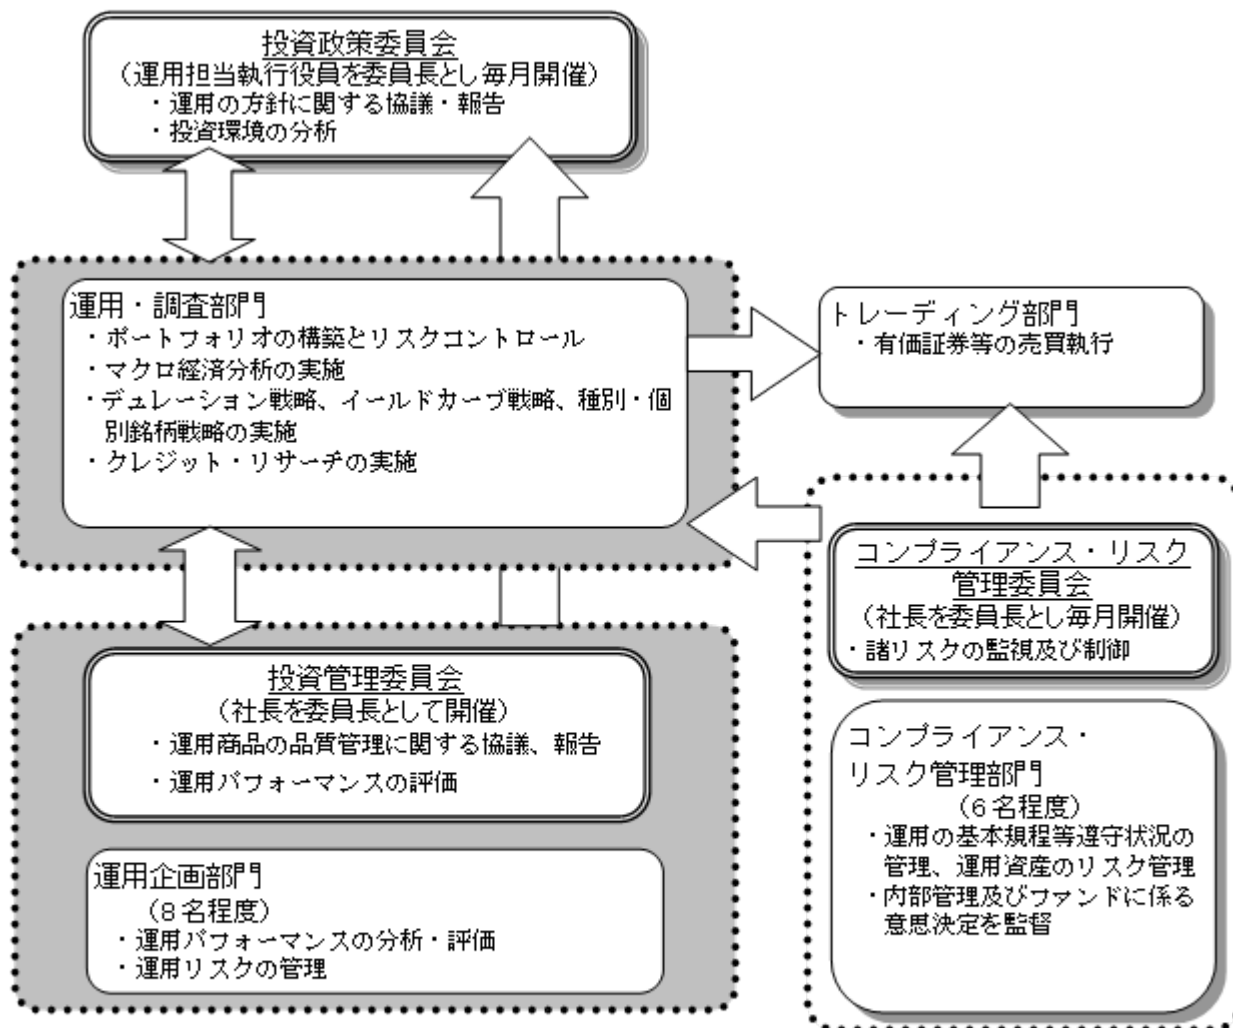 投資政策委員会
（運用担当執行役員を委員長とし毎月開催）
・運用の方針に関する協議・報告
・投資環境の分析
運用・調査部門
・ポートフォリオの構築とリスクコントロール
・マクロ経済分析の実施
・デュレーション戦略、イールドカーブ戦略、種別・個
別銘柄戦略の実施
・クレジット・リサーチの実施
トレーディング部門
・有価証券等の売買執行
投資管理委員会
（社長を委員長として開催）
・運用商品の品質管理に関する協議、報告
・運用パフォーマンスの評価
運用企画部門
（８名程度）
・運用パフォーマンスの分析・評価
・運用リスクの管理
コンプライアンス・リスク
管理委員会
（社長を委員長とし毎月開催）
・諸リスクの監視及び制御
コンプライアンス・
リスク管理部門
（６名程度）
・運用の基本規程等遵守状況の
管理、運用資産のリスク管理
・内部管理及びファンドに係る
意思決定を監督